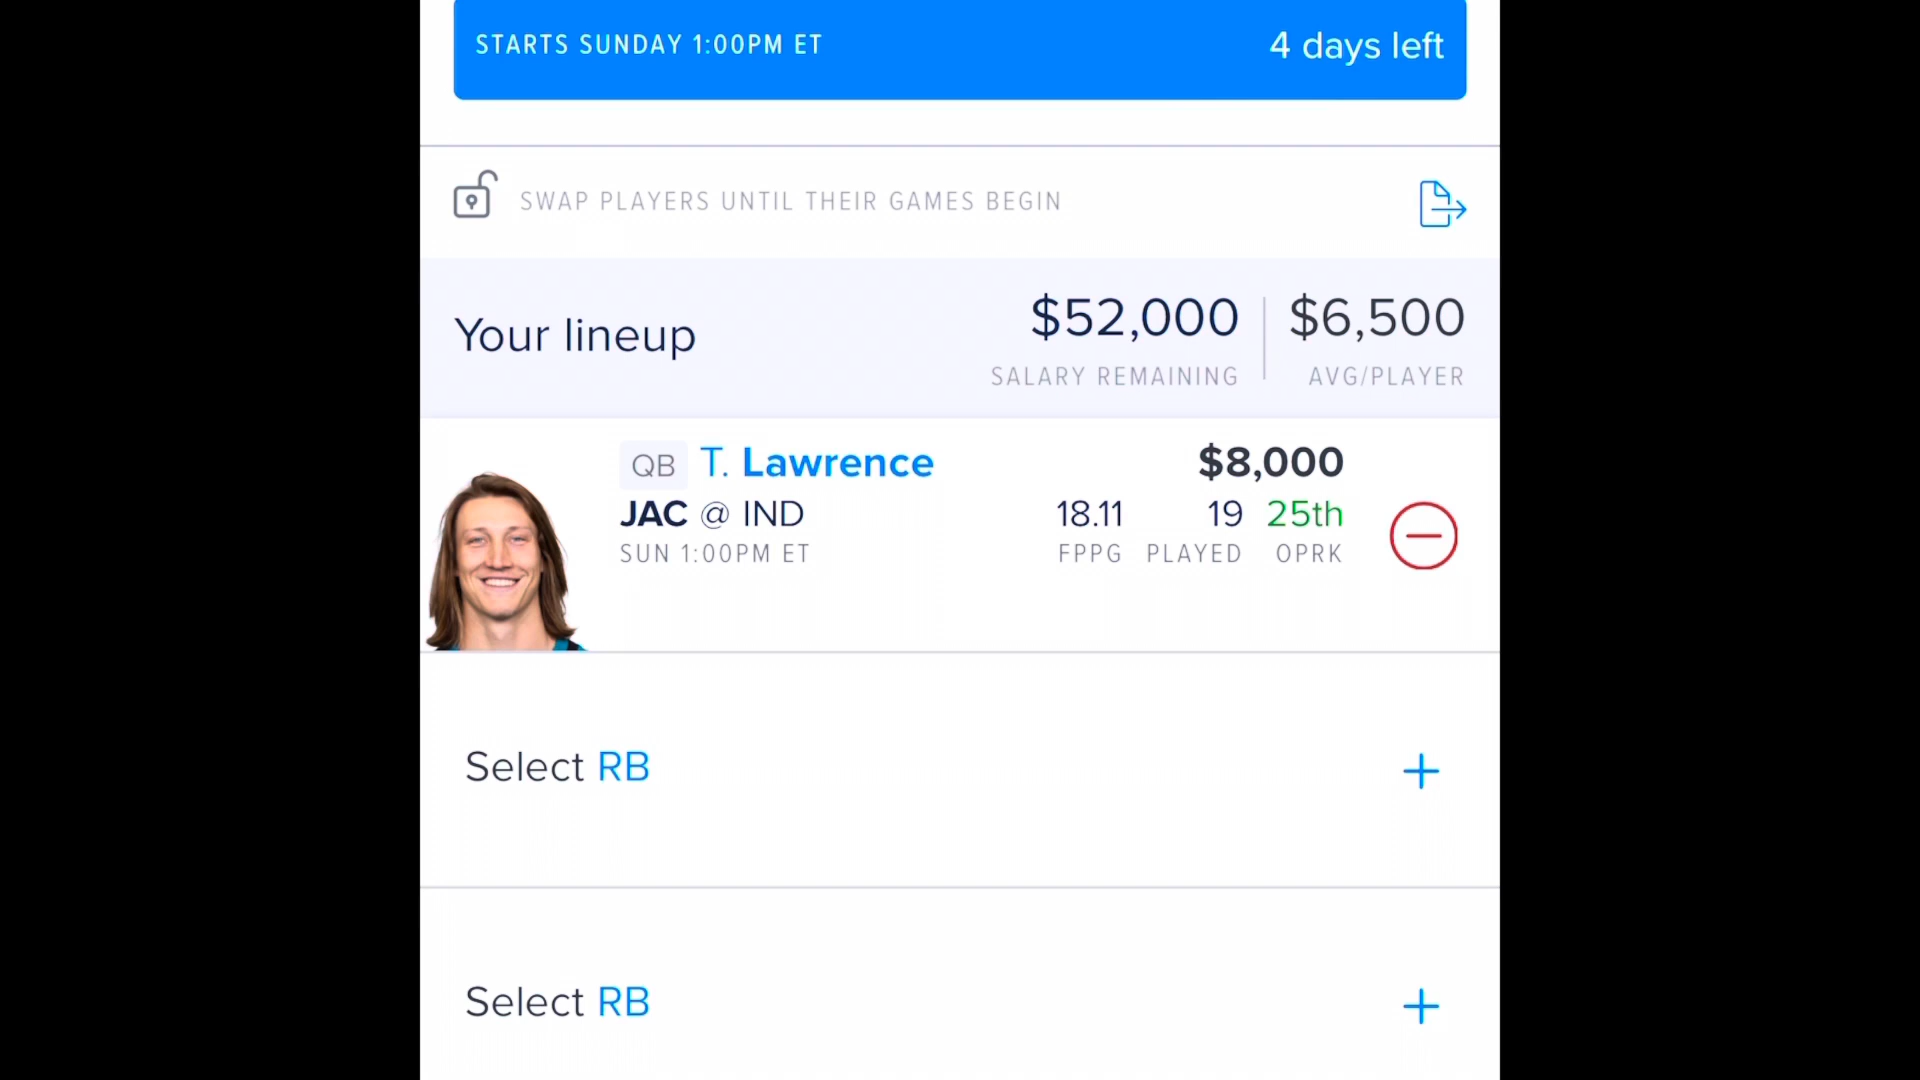 STARTS SUNDAY 1:00PM ET 4 days left
SWAP PLAYERS UNTIL THEIR GAMES BEGIN
Your lineup
$52,000 $6,500
SALARY REMAINING AVG/PLAYER
QB T. Lawrence $8,000
JAC @ IND 18.11 19 25th
SUN 1:00PM ET FPPG PLAYED OPRK
Select RB
Select RB